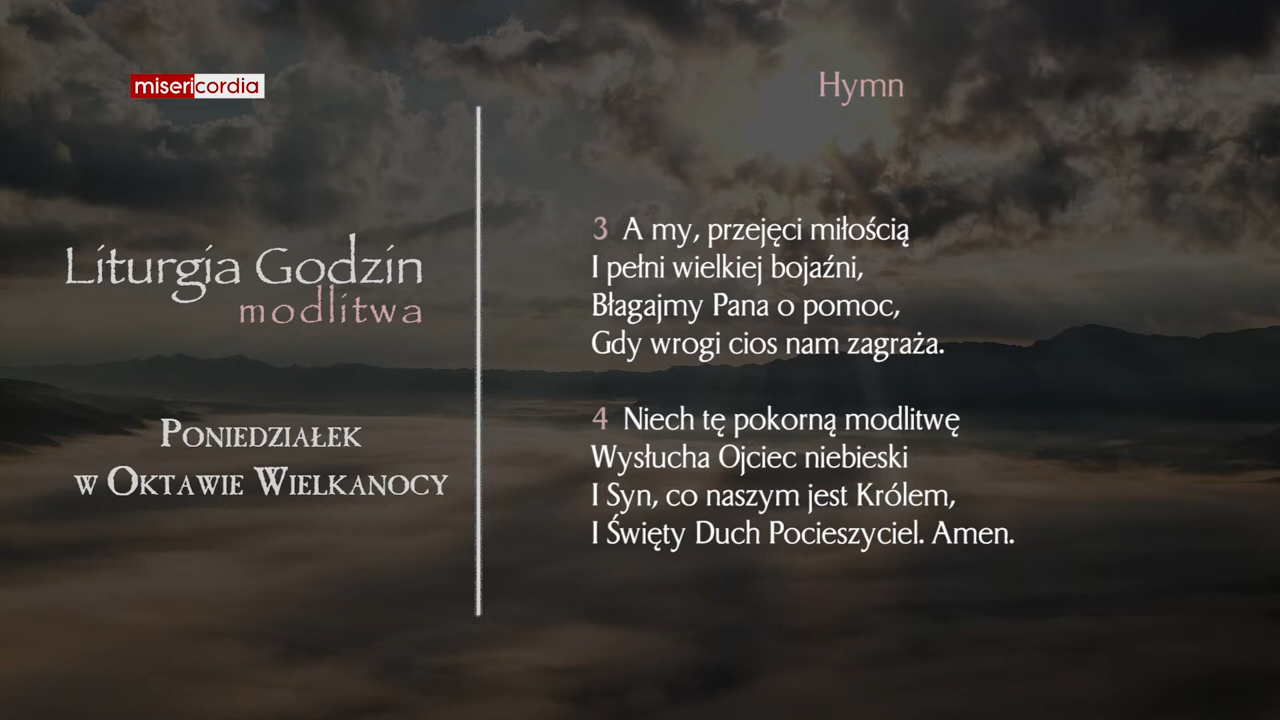 misericordia
Liturgia Godzin
modlitwa
Poniedziałek
w Oktawie Wielkanocy
Hymn
3 A my, przejęci miłością
I pełni wielkiej bojaźni,
Błagajmy Pana o pomoc,
Gdy wrogi cios nam zagraża.
4 Niech tę pokorną modlitwę
Wysłucha Ojciec niebieski
I Syn, co naszym jest Królem,
I Święty Duch Pocieszyciel. Amen.